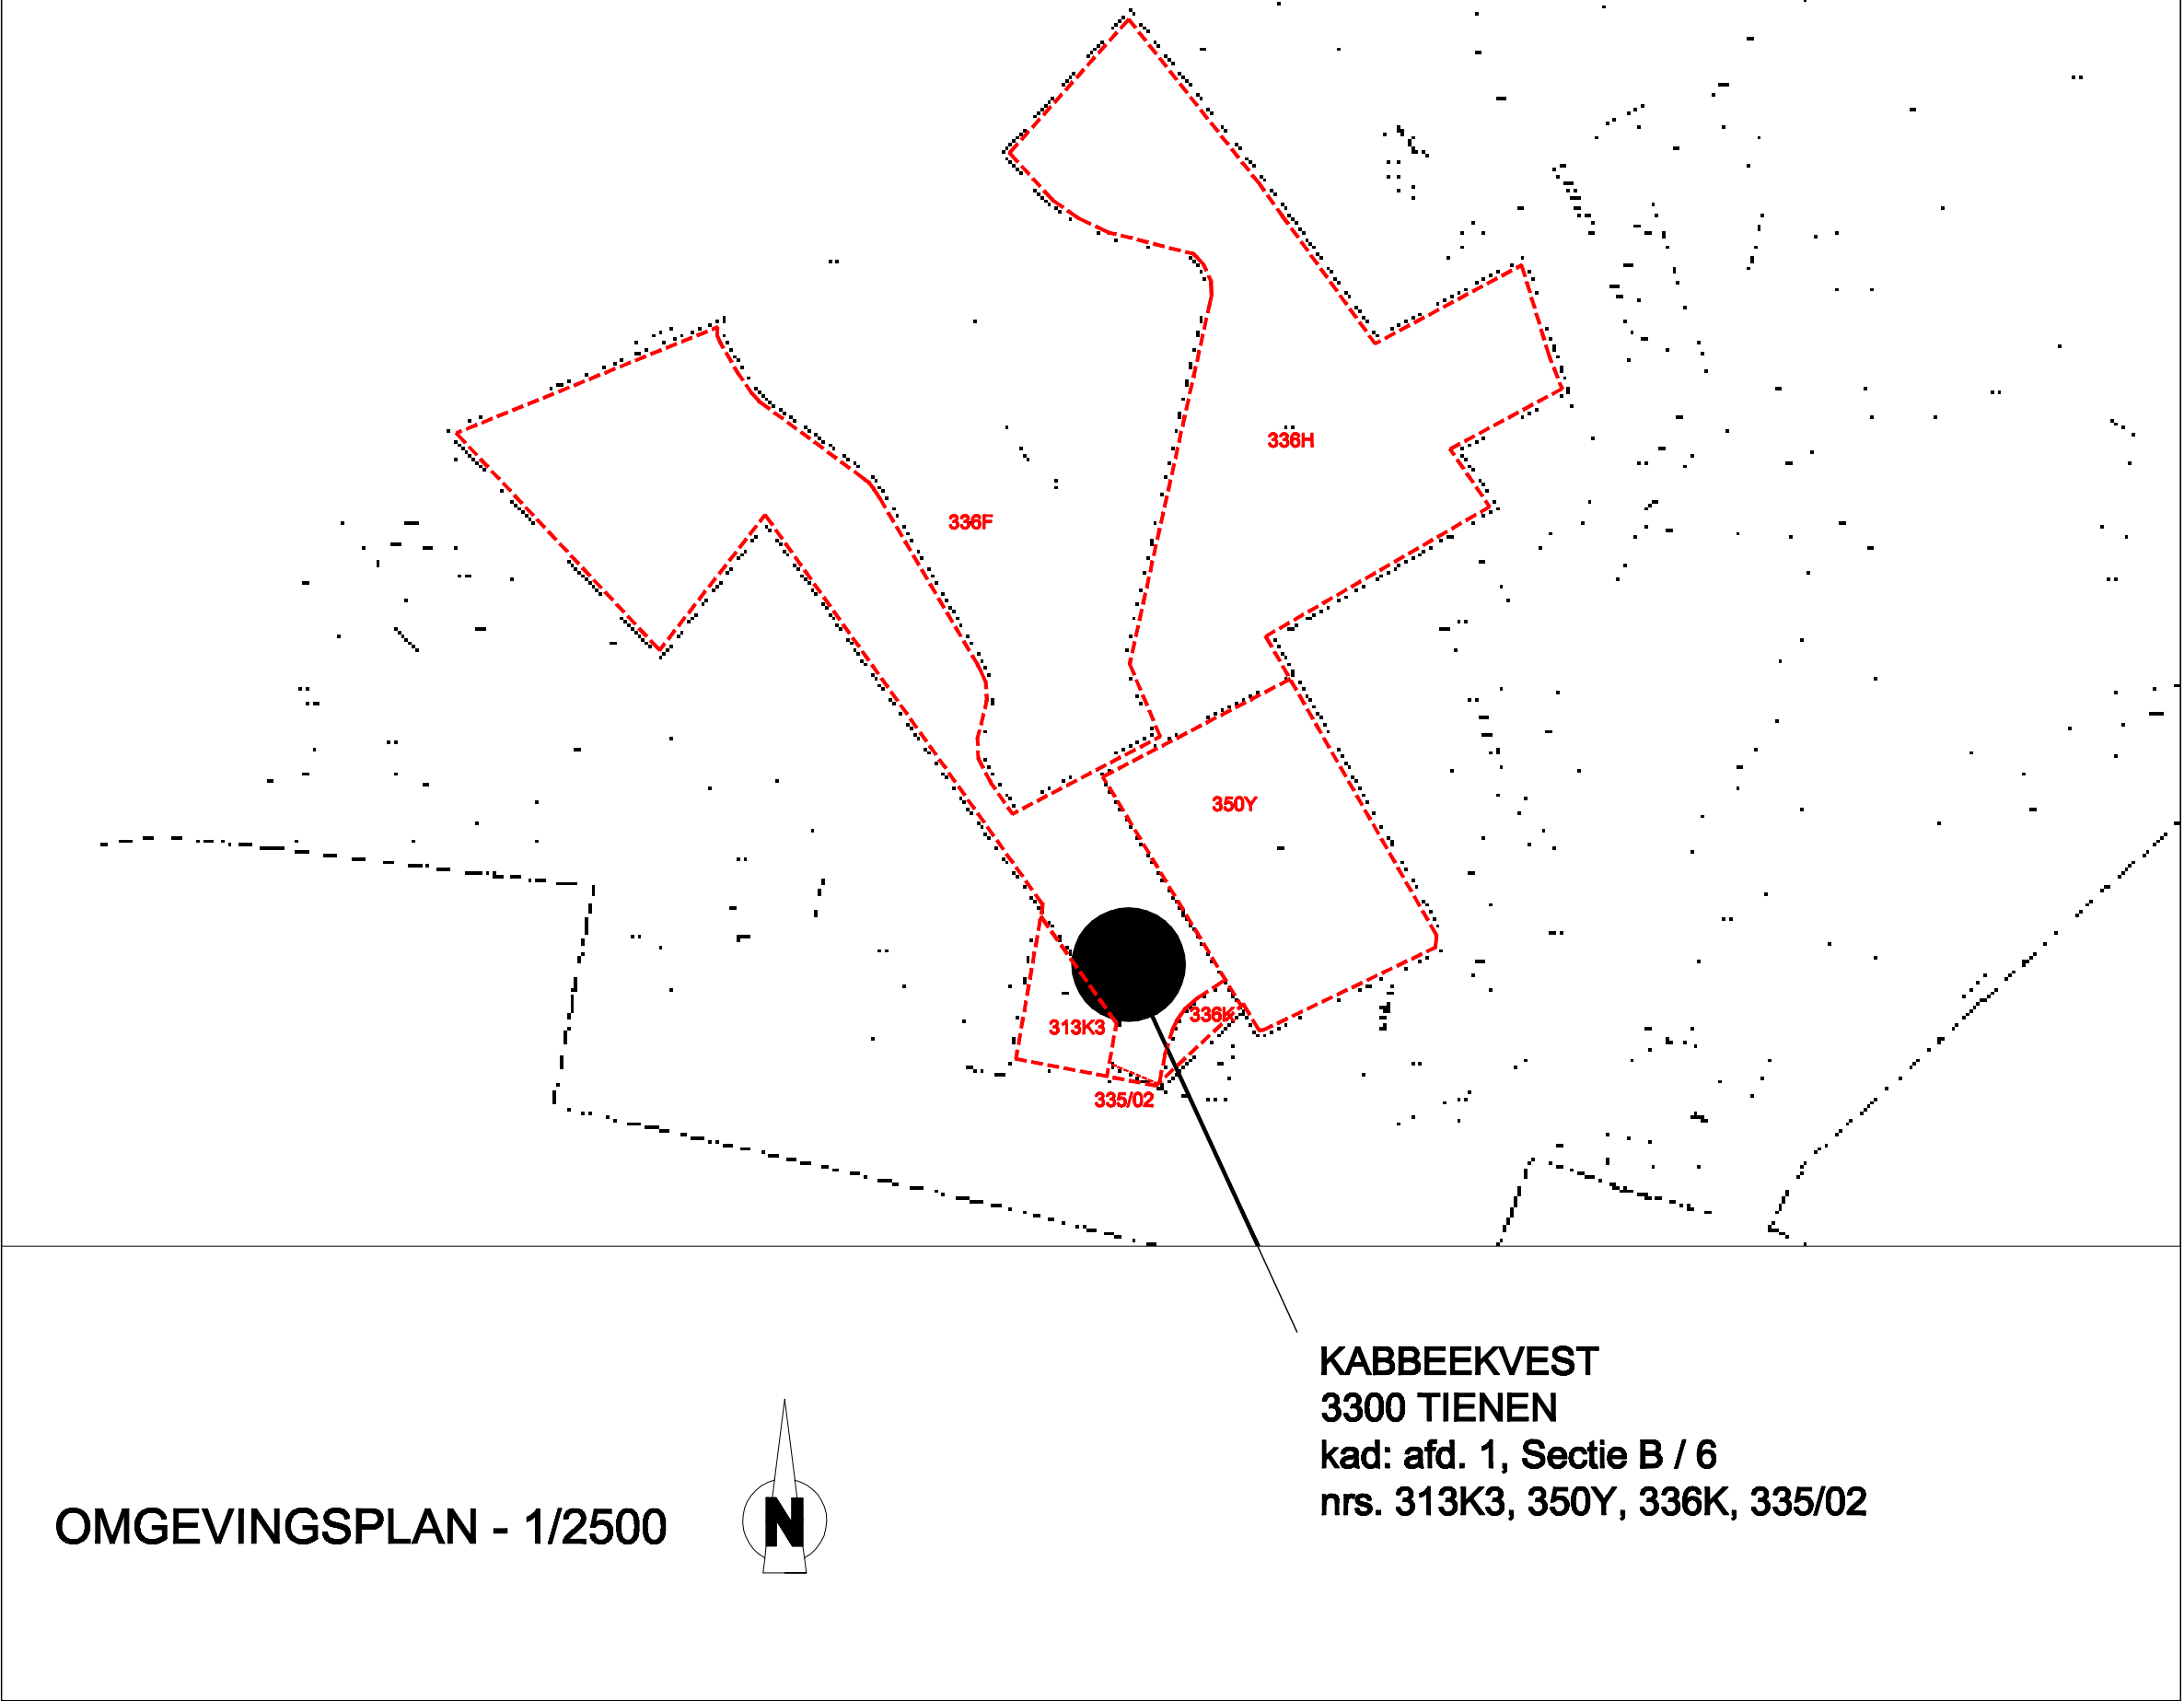 336H
336F
350Y
336K
313K3
335/02
KABBEEKVEST
3300 TIENEN
kad: afd. 1, Sectie B / 6
nrs. 313K3, 350Y, 336K, 335/02
OMGEVINGSPLAN - 1/2500
N